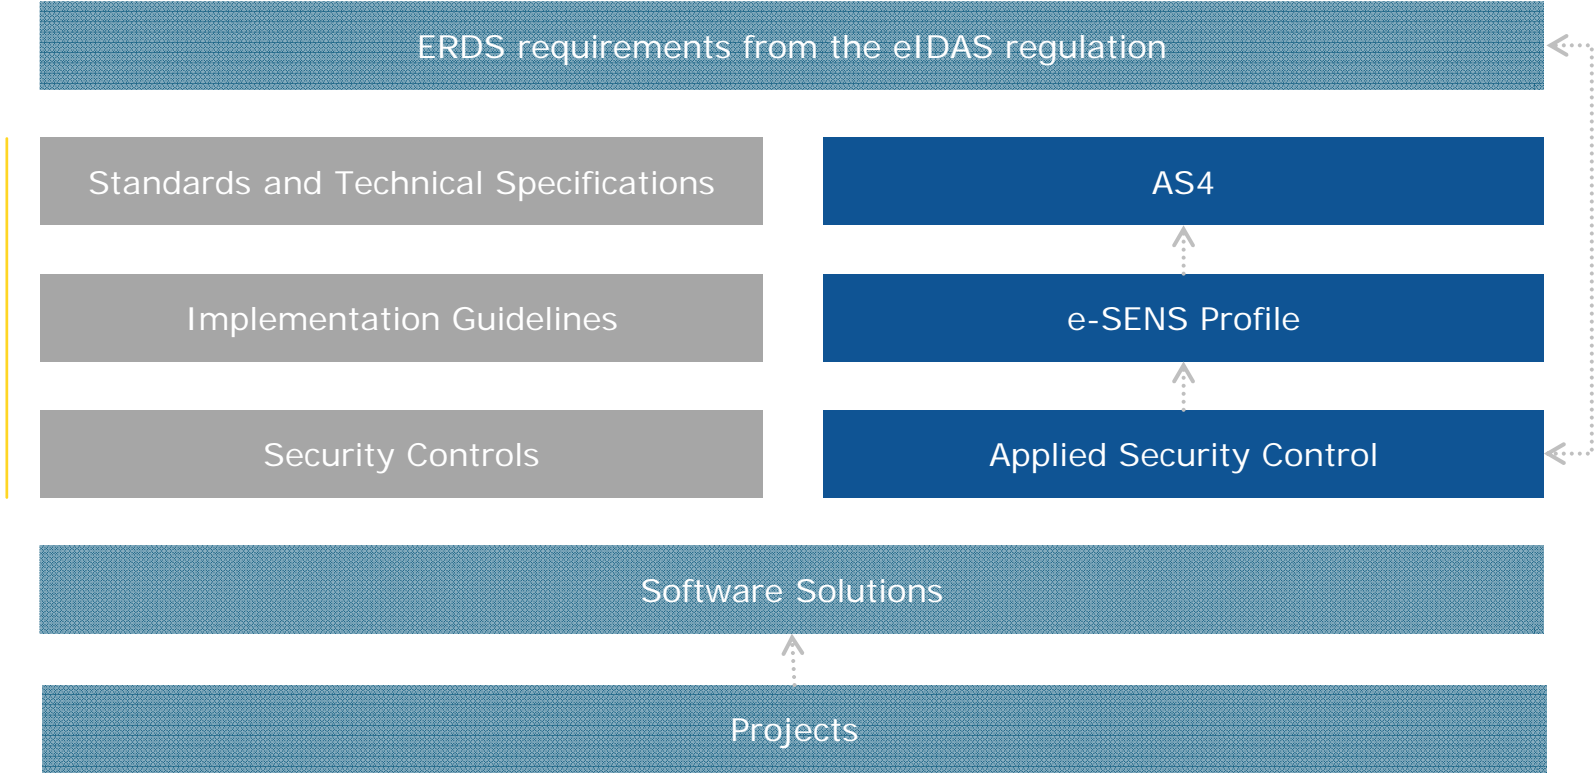 ERDS requirements from the eIDAS regulation
Standards and Technical Specifications
AS4
Implementation Guidelines
e-SENS Profile
Security Controls
Applied Security Control
Software Solutions
Projects